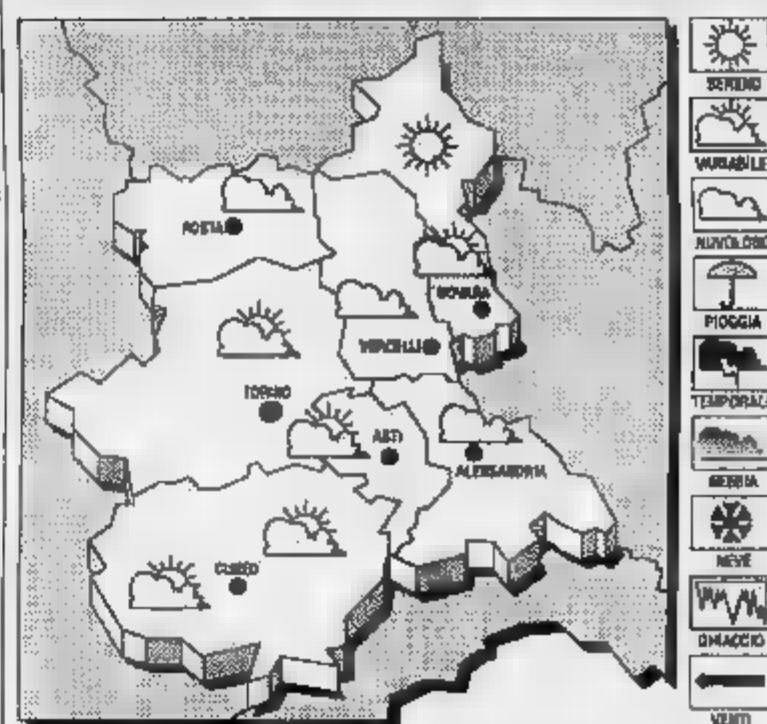 AOSTA
NOVARA
VERCELLI
TORINO
ASTI
ALESSANDRIA
CUNEO
SERENO
VARIABILE
NUVOLOSO
PIOGGIA
TEMPORALE
NEBBIA
NEVE
GHIACCIO
VENTI